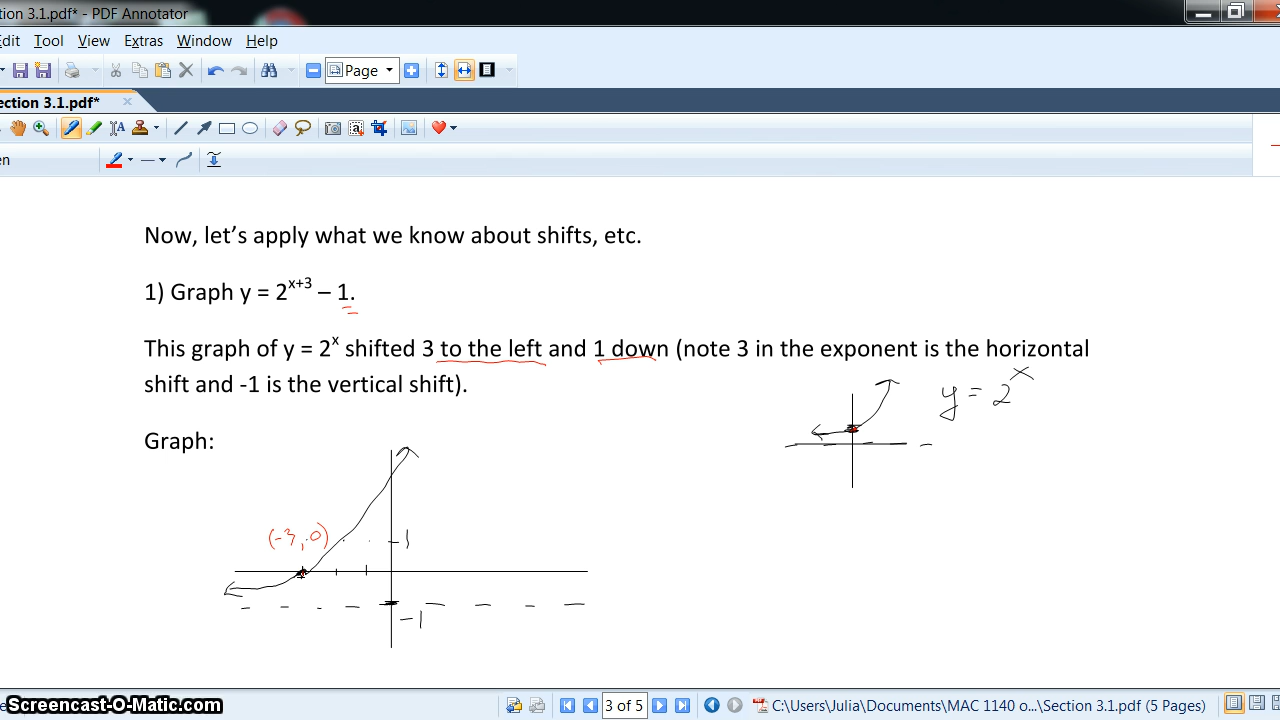 ction 3.1.pdf* - PDF Annotator
dit Tool View Extras Window Help
Page
ection 3.1.pdf*
en
Now, let’s apply what we know about shifts, etc.
1) Graph y = 2^{x+3} – 1.
This graph of y = 2^x shifted 3 to the left and 1 down (note 3 in the exponent is the horizontal
shift and -1 is the vertical shift).
y = 2^x
Graph:
(-3, 0)
1
-1
Screencast-O-Matic.com
3 of 5
C:\Users\Julia\Documents\MAC 1140 o...\Section 3.1.pdf (5 Pages)